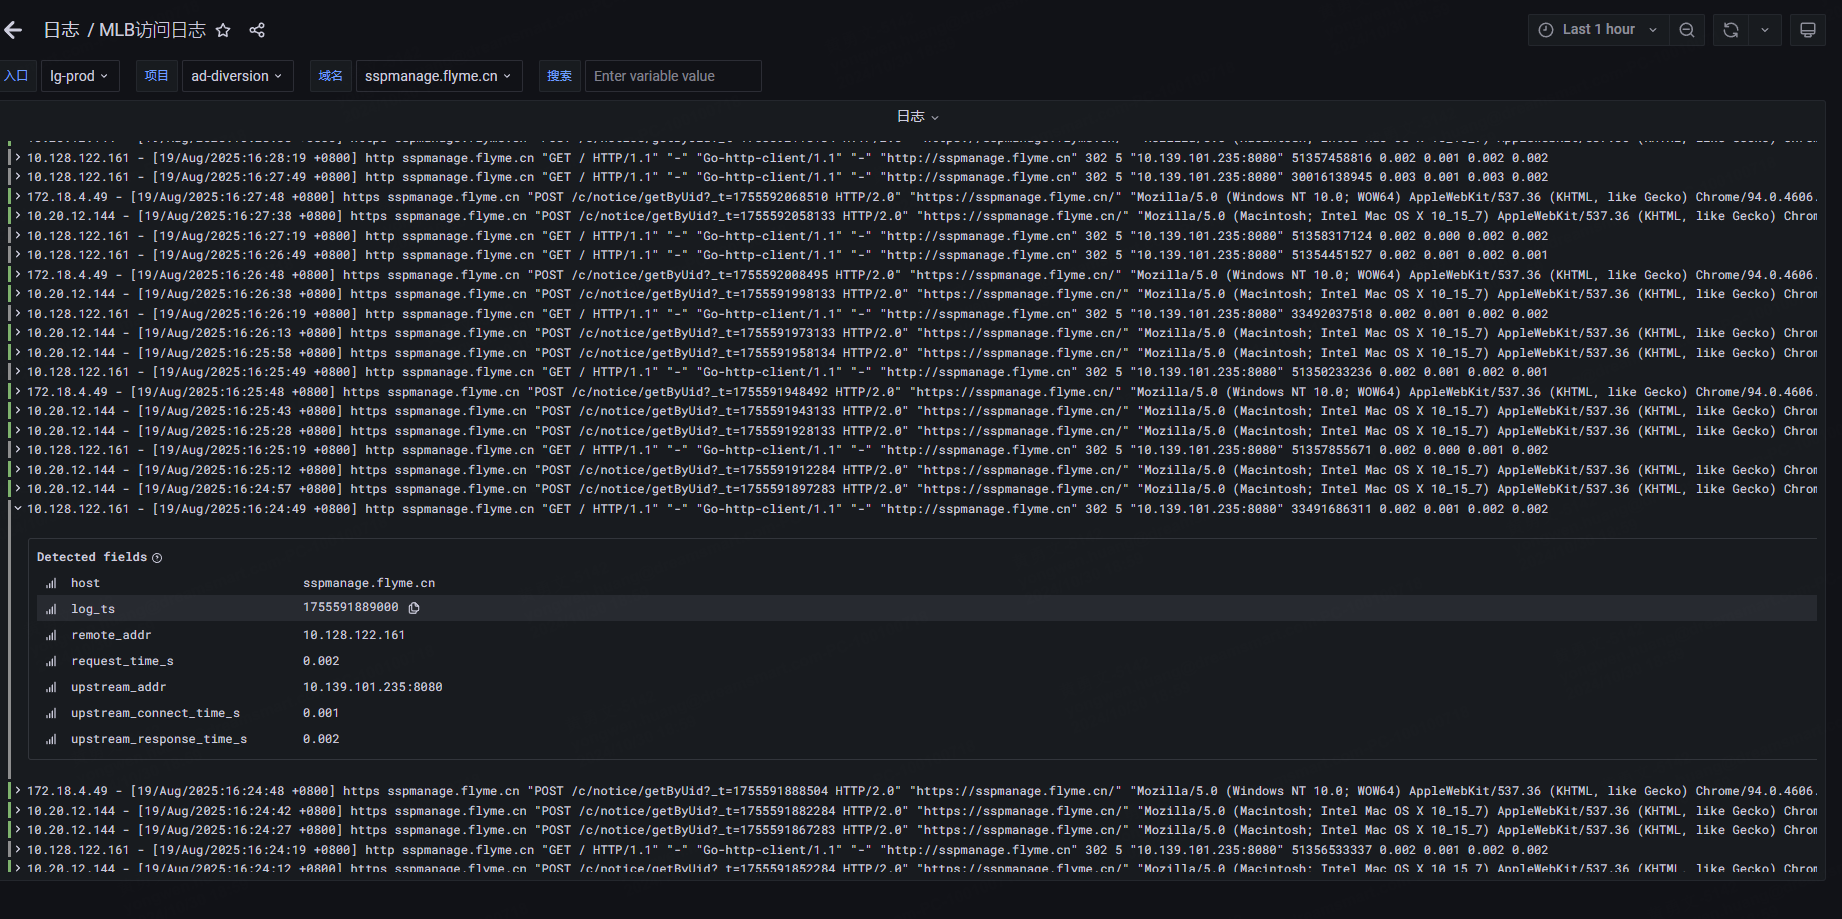 日志 / MLB访问日志
Last 1 hour
入口 lg-prod 项目 ad-diversion 域名 sspmanage.flyme.cn 搜索 Enter variable value
日志
10.128.122.161 - [19/Aug/2025:16:28:19 +0800] http sspmanage.flyme.cn "GET / HTTP/1.1" "-" "Go-http-client/1.1" "-" "http://sspmanage.flyme.cn" 302 5 "10.139.101.235:8080" 51357458816 0.002 0.001 0.002 0.002
10.128.122.161 - [19/Aug/2025:16:27:49 +0800] http sspmanage.flyme.cn "GET / HTTP/1.1" "-" "Go-http-client/1.1" "-" "http://sspmanage.flyme.cn" 302 5 "10.139.101.235:8080" 30016138945 0.003 0.001 0.003 0.002
172.18.4.49 - [19/Aug/2025:16:27:48 +0800] https sspmanage.flyme.cn "POST /c/notice/getByUid?_t=1755592068510 HTTP/2.0" "https://sspmanage.flyme.cn/" "Mozilla/5.0 (Windows NT 10.0; WOW64) AppleWebKit/537.36 (KHTML, like Gecko) Chrome/94.0.4606.
10.20.12.144 - [19/Aug/2025:16:27:38 +0800] https sspmanage.flyme.cn "POST /c/notice/getByUid?_t=1755592058133 HTTP/2.0" "https://sspmanage.flyme.cn/" "Mozilla/5.0 (Macintosh; Intel Mac OS X 10_15_7) AppleWebKit/537.36 (KHTML, like Gecko) Chrom
10.128.122.161 - [19/Aug/2025:16:27:19 +0800] http sspmanage.flyme.cn "GET / HTTP/1.1" "-" "Go-http-client/1.1" "-" "http://sspmanage.flyme.cn" 302 5 "10.139.101.235:8080" 51358317124 0.002 0.000 0.002 0.002
10.128.122.161 - [19/Aug/2025:16:26:49 +0800] http sspmanage.flyme.cn "GET / HTTP/1.1" "-" "Go-http-client/1.1" "-" "http://sspmanage.flyme.cn" 302 5 "10.139.101.235:8080" 51354451527 0.002 0.001 0.002 0.001
172.18.4.49 - [19/Aug/2025:16:26:48 +0800] https sspmanage.flyme.cn "POST /c/notice/getByUid?_t=1755592008495 HTTP/2.0" "https://sspmanage.flyme.cn/" "Mozilla/5.0 (Windows NT 10.0; WOW64) AppleWebKit/537.36 (KHTML, like Gecko) Chrome/94.0.4606.
10.20.12.144 - [19/Aug/2025:16:26:38 +0800] https sspmanage.flyme.cn "POST /c/notice/getByUid?_t=1755591998133 HTTP/2.0" "https://sspmanage.flyme.cn/" "Mozilla/5.0 (Macintosh; Intel Mac OS X 10_15_7) AppleWebKit/537.36 (KHTML, like Gecko) Chrom
10.128.122.161 - [19/Aug/2025:16:26:19 +0800] http sspmanage.flyme.cn "GET / HTTP/1.1" "-" "Go-http-client/1.1" "-" "http://sspmanage.flyme.cn" 302 5 "10.139.101.235:8080" 33492037518 0.002 0.001 0.002 0.002
10.20.12.144 - [19/Aug/2025:16:26:13 +0800] https sspmanage.flyme.cn "POST /c/notice/getByUid?_t=1755591973133 HTTP/2.0" "https://sspmanage.flyme.cn/" "Mozilla/5.0 (Macintosh; Intel Mac OS X 10_15_7) AppleWebKit/537.36 (KHTML, like Gecko) Chrom
10.20.12.144 - [19/Aug/2025:16:25:58 +0800] https sspmanage.flyme.cn "POST /c/notice/getByUid?_t=1755591958134 HTTP/2.0" "https://sspmanage.flyme.cn/" "Mozilla/5.0 (Macintosh; Intel Mac OS X 10_15_7) AppleWebKit/537.36 (KHTML, like Gecko) Chrom
10.128.122.161 - [19/Aug/2025:16:25:49 +0800] http sspmanage.flyme.cn "GET / HTTP/1.1" "-" "Go-http-client/1.1" "-" "http://sspmanage.flyme.cn" 302 5 "10.139.101.235:8080" 51350233236 0.002 0.001 0.002 0.001
172.18.4.49 - [19/Aug/2025:16:25:48 +0800] https sspmanage.flyme.cn "POST /c/notice/getByUid?_t=1755591948492 HTTP/2.0" "https://sspmanage.flyme.cn/" "Mozilla/5.0 (Windows NT 10.0; WOW64) AppleWebKit/537.36 (KHTML, like Gecko) Chrome/94.0.4606.
10.20.12.144 - [19/Aug/2025:16:25:43 +0800] https sspmanage.flyme.cn "POST /c/notice/getByUid?_t=1755591943133 HTTP/2.0" "https://sspmanage.flyme.cn/" "Mozilla/5.0 (Macintosh; Intel Mac OS X 10_15_7) AppleWebKit/537.36 (KHTML, like Gecko) Chrom
10.20.12.144 - [19/Aug/2025:16:25:28 +0800] https sspmanage.flyme.cn "POST /c/notice/getByUid?_t=1755591928133 HTTP/2.0" "https://sspmanage.flyme.cn/" "Mozilla/5.0 (Macintosh; Intel Mac OS X 10_15_7) AppleWebKit/537.36 (KHTML, like Gecko) Chrom
10.128.122.161 - [19/Aug/2025:16:25:19 +0800] http sspmanage.flyme.cn "GET / HTTP/1.1" "-" "Go-http-client/1.1" "-" "http://sspmanage.flyme.cn" 302 5 "10.139.101.235:8080" 51357855671 0.002 0.000 0.001 0.002
10.20.12.144 - [19/Aug/2025:16:25:12 +0800] https sspmanage.flyme.cn "POST /c/notice/getByUid?_t=1755591912284 HTTP/2.0" "https://sspmanage.flyme.cn/" "Mozilla/5.0 (Macintosh; Intel Mac OS X 10_15_7) AppleWebKit/537.36 (KHTML, like Gecko) Chrom
10.20.12.144 - [19/Aug/2025:16:24:57 +0800] https sspmanage.flyme.cn "POST /c/notice/getByUid?_t=1755591897283 HTTP/2.0" "https://sspmanage.flyme.cn/" "Mozilla/5.0 (Macintosh; Intel Mac OS X 10_15_7) AppleWebKit/537.36 (KHTML, like Gecko) Chrom
10.128.122.161 - [19/Aug/2025:16:24:49 +0800] http sspmanage.flyme.cn "GET / HTTP/1.1" "-" "Go-http-client/1.1" "-" "http://sspmanage.flyme.cn" 302 5 "10.139.101.235:8080" 33491686311 0.002 0.001 0.002 0.002
Detected fields
host sspmanage.flyme.cn
log_ts 1755591889000
remote_addr 10.128.122.161
request_time_s 0.002
upstream_addr 10.139.101.235:8080
upstream_connect_time_s 0.001
upstream_response_time_s 0.002
172.18.4.49 - [19/Aug/2025:16:24:48 +0800] https sspmanage.flyme.cn "POST /c/notice/getByUid?_t=1755591888504 HTTP/2.0" "https://sspmanage.flyme.cn/" "Mozilla/5.0 (Windows NT 10.0; WOW64) AppleWebKit/537.36 (KHTML, like Gecko) Chrome/94.0.4606.
10.20.12.144 - [19/Aug/2025:16:24:42 +0800] https sspmanage.flyme.cn "POST /c/notice/getByUid?_t=1755591882284 HTTP/2.0" "https://sspmanage.flyme.cn/" "Mozilla/5.0 (Macintosh; Intel Mac OS X 10_15_7) AppleWebKit/537.36 (KHTML, like Gecko) Chrom
10.20.12.144 - [19/Aug/2025:16:24:27 +0800] https sspmanage.flyme.cn "POST /c/notice/getByUid?_t=1755591867283 HTTP/2.0" "https://sspmanage.flyme.cn/" "Mozilla/5.0 (Macintosh; Intel Mac OS X 10_15_7) AppleWebKit/537.36 (KHTML, like Gecko) Chrom
10.128.122.161 - [19/Aug/2025:16:24:19 +0800] http sspmanage.flyme.cn "GET / HTTP/1.1" "-" "Go-http-client/1.1" "-" "http://sspmanage.flyme.cn" 302 5 "10.139.101.235:8080" 51356533337 0.002 0.001 0.002 0.002
10.20.12.144 - [19/Aug/2025:16:24:12 +0800] https sspmanage.flyme.cn "POST /c/notice/getByUid?_t=1755591852284 HTTP/2.0" "https://sspmanage.flyme.cn/" "Mozilla/5.0 (Macintosh; Intel Mac OS X 10_15_7) AppleWebKit/537.36 (KHTML, like Gecko) Chrom